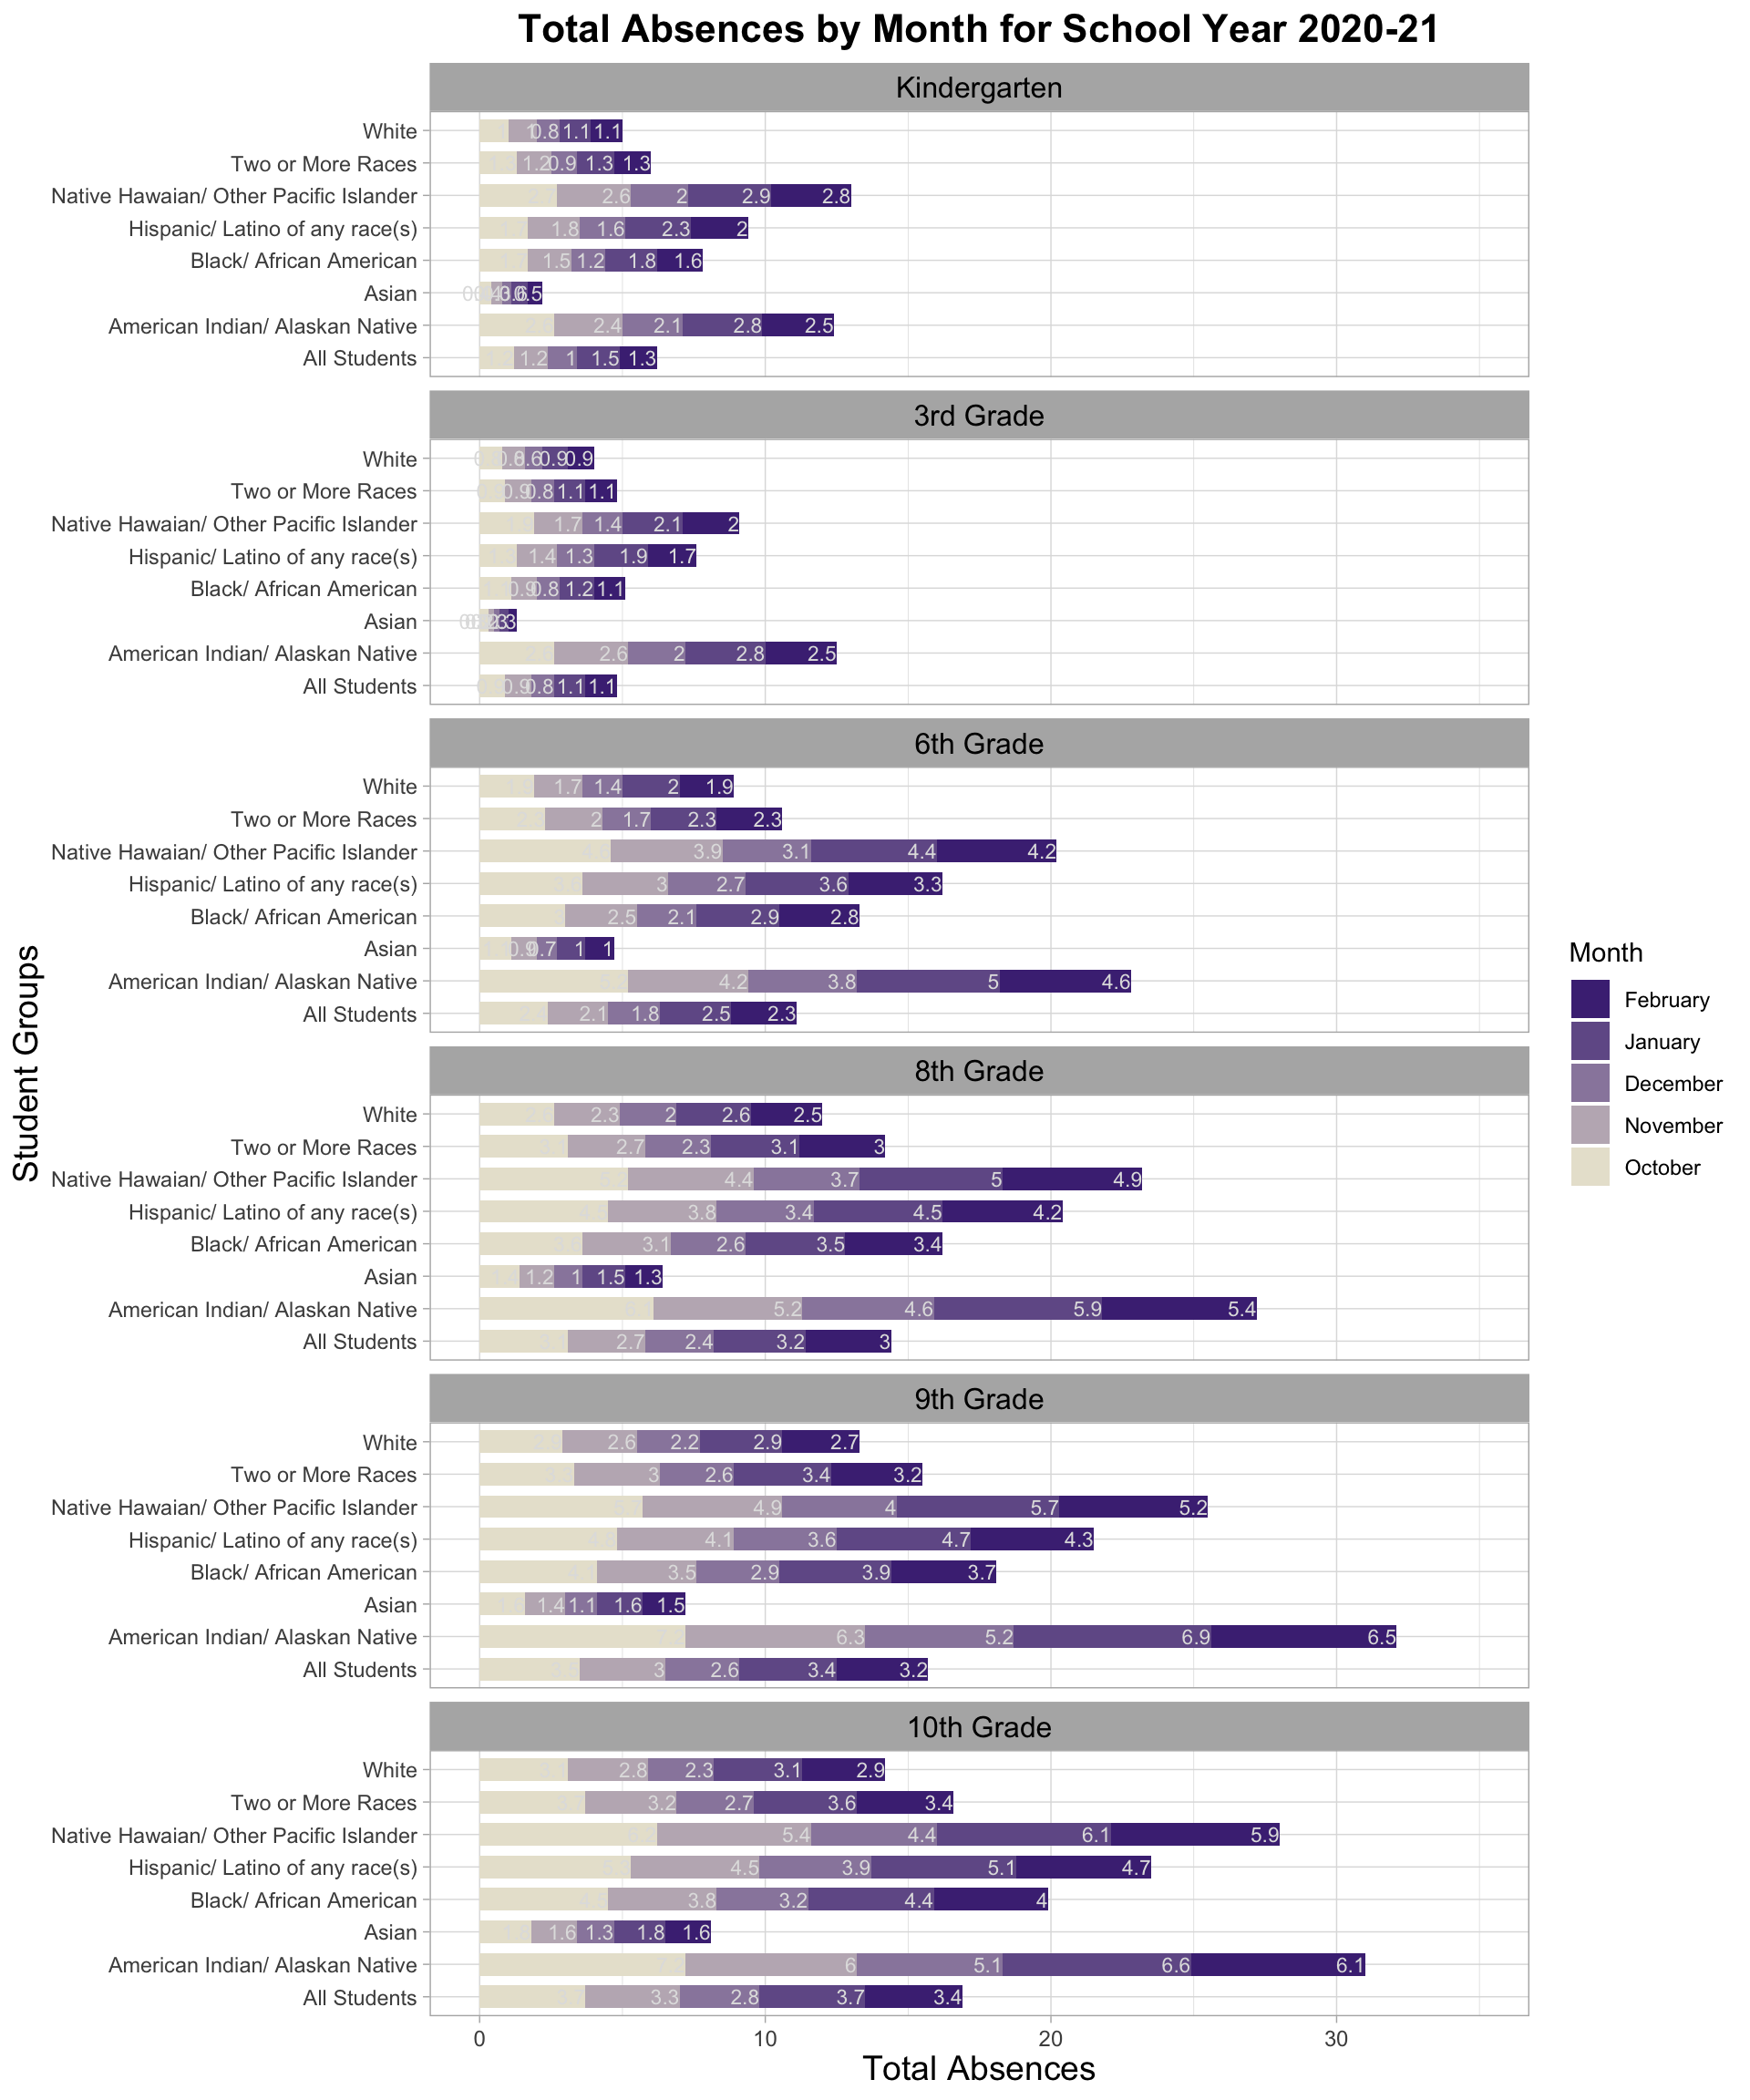 Total Absences by Month for School Year 2020-21
Kindergarten
White 0.8 1.1 1.1
Two or More Races 1.2 0.9 1.3 1.3
Native Hawaian/ Other Pacific Islander 2.6 2 2.9 2.8
Hispanic/ Latino of any race(s) 1.8 1.6 2.3 2
Black/ African American 1.5 1.2 1.8 1.6
Asian 0.5
American Indian/ Alaskan Native 2.4 2.1 2.8 2.5
All Students 1.2 1 1.5 1.3
3rd Grade
White 0.6 0.9 0.9
Two or More Races 0.9 0.8 1.1 1.1
Native Hawaian/ Other Pacific Islander 1.7 1.4 2.1 2
Hispanic/ Latino of any race(s) 1.4 1.3 1.9 1.7
Black/ African American 0.9 0.8 1.2 1.1
Asian
American Indian/ Alaskan Native 2.6 2 2.8 2.5
All Students 0.9 0.8 1.1 1.1
6th Grade
White 1.7 1.4 2 1.9
Two or More Races 2 1.7 2.3 2.3
Native Hawaian/ Other Pacific Islander 3.9 3.1 4.4 4.2
Hispanic/ Latino of any race(s) 3 2.7 3.6 3.3
Black/ African American 2.5 2.1 2.9 2.8
Asian 0.9 0.7 1 1
American Indian/ Alaskan Native 4.2 3.8 5 4.6
All Students 2.1 1.8 2.5 2.3
8th Grade
White 2.3 2 2.6 2.5
Two or More Races 2.7 2.3 3.1 3
Native Hawaian/ Other Pacific Islander 4.4 3.7 5 4.9
Hispanic/ Latino of any race(s) 3.8 3.4 4.5 4.2
Black/ African American 3.1 2.6 3.5 3.4
Asian 1.2 1 1.5 1.3
American Indian/ Alaskan Native 5.2 4.6 5.9 5.4
All Students 2.7 2.4 3.2 3
9th Grade
White 2.6 2.2 2.9 2.7
Two or More Races 3 2.6 3.4 3.2
Native Hawaian/ Other Pacific Islander 4.9 4 5.7 5.2
Hispanic/ Latino of any race(s) 4.1 3.6 4.7 4.3
Black/ African American 3.5 2.9 3.9 3.7
Asian 1.4 1.1 1.6 1.5
American Indian/ Alaskan Native 6.3 5.2 6.9 6.5
All Students 3 2.6 3.4 3.2
10th Grade
White 2.8 2.3 3.1 2.9
Two or More Races 3.2 2.7 3.6 3.4
Native Hawaian/ Other Pacific Islander 5.4 4.4 6.1 5.9
Hispanic/ Latino of any race(s) 4.5 3.9 5.1 4.7
Black/ African American 3.8 3.2 4.4 4
Asian 1.6 1.3 1.8 1.6
American Indian/ Alaskan Native 6 5.1 6.6 6.1
All Students 3.3 2.8 3.7 3.4
0 10 20 30
Total Absences
Student Groups
Month
February
January
December
November
October